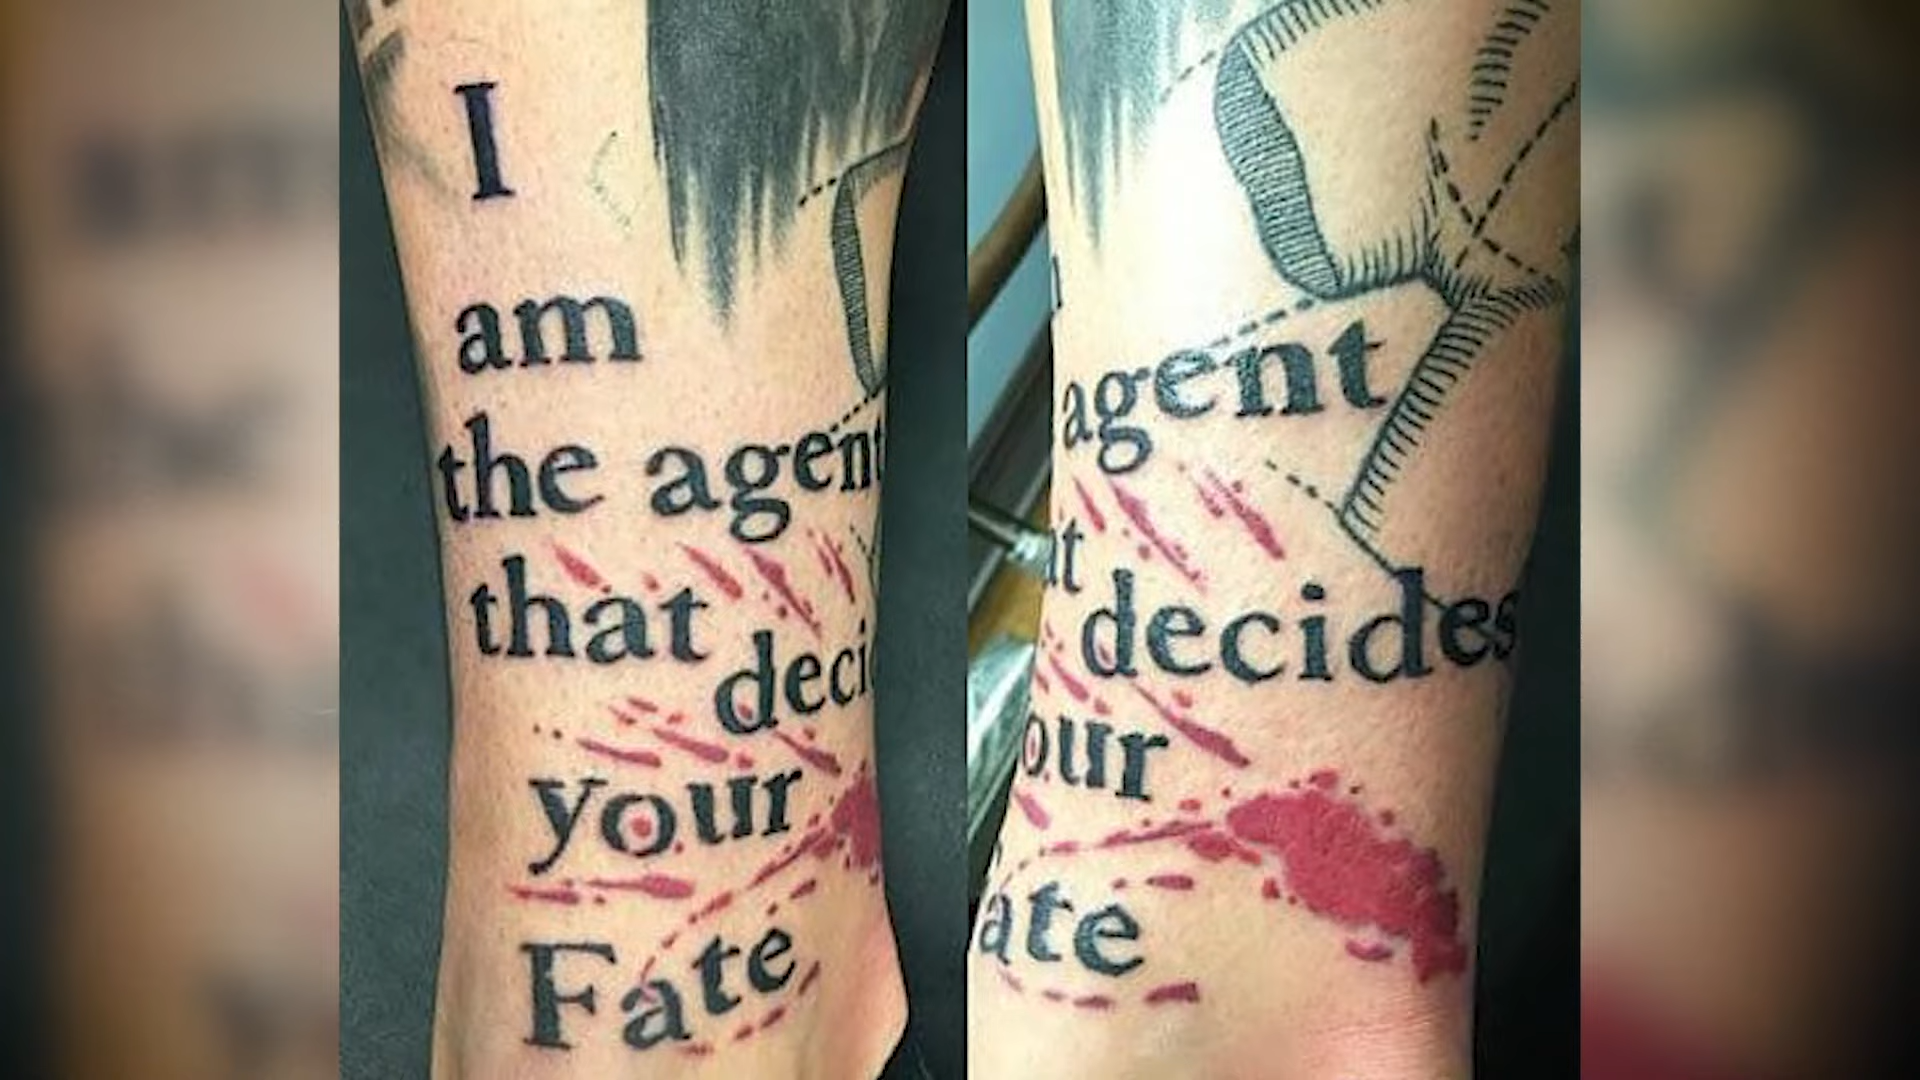 I
am
the agent
that deci
your
Fate
agent
decides
our
ate